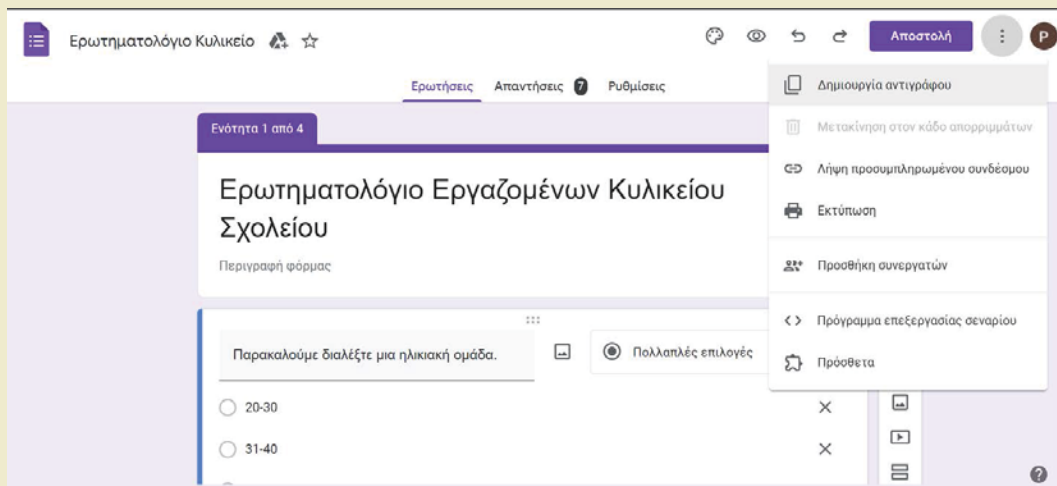 Ερωτηματολόγιο Κυλικείο
Αποστολή
P
Ερωτήσεις Απαντήσεις 7 Ρυθμίσεις
Δημιουργία αντιγράφου
Μετακίνηση στον κάδο απορριμμάτων
Λήψη προσυμπληρωμένου συνδέσμου
Εκτύπωση
Προσθήκη συνεργατών
Πρόγραμμα επεξεργασίας σεναρίου
Πρόσθετα
Ενότητα 1 από 4
Ερωτηματολόγιο Εργαζομένων Κυλικείου
Σχολείου
Περιγραφή φόρμας
Παρακαλούμε διαλέξτε μια ηλικιακή ομάδα.
Πολλαπλές επιλογές
20-30
31-40